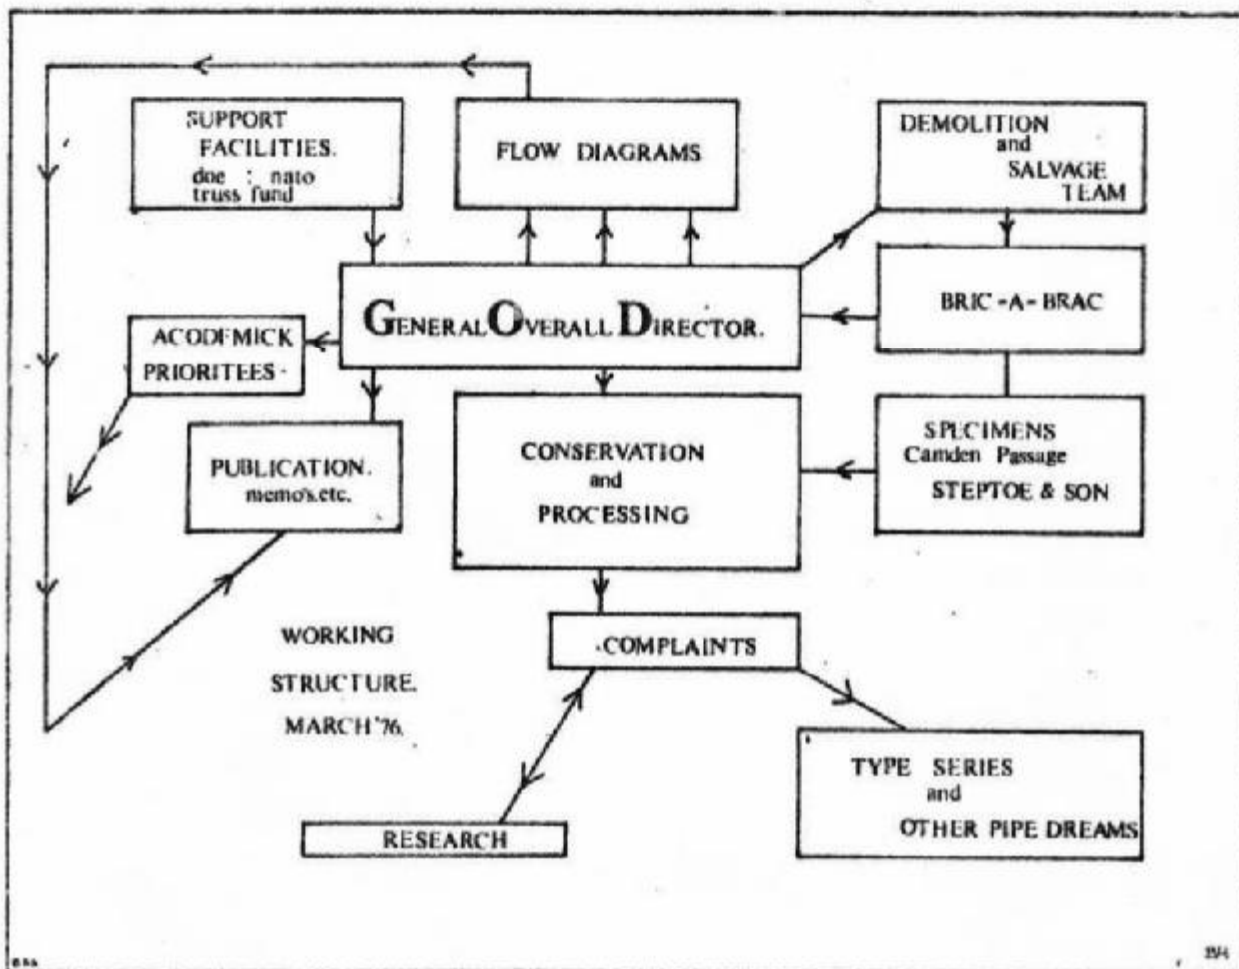 SUPPORT
FACILITIES.
doe : nato
truss fund
FLOW DIAGRAMS
DEMOLITION
and
SALVAGE
TEAM
GENERAL OVERALL DIRECTOR.
BRIC-A-BRAC
ACODEMICK
PRIORITEES-
PUBLICATION.
memo's.etc.
CONSERVATION
and
PROCESSING
SPECIMENS
Camden Passage
STEPTOE & SON
WORKING
STRUCTURE.
MARCH '76.
COMPLAINTS
RESEARCH
TYPE SERIES
and
OTHER PIPE DREAMS